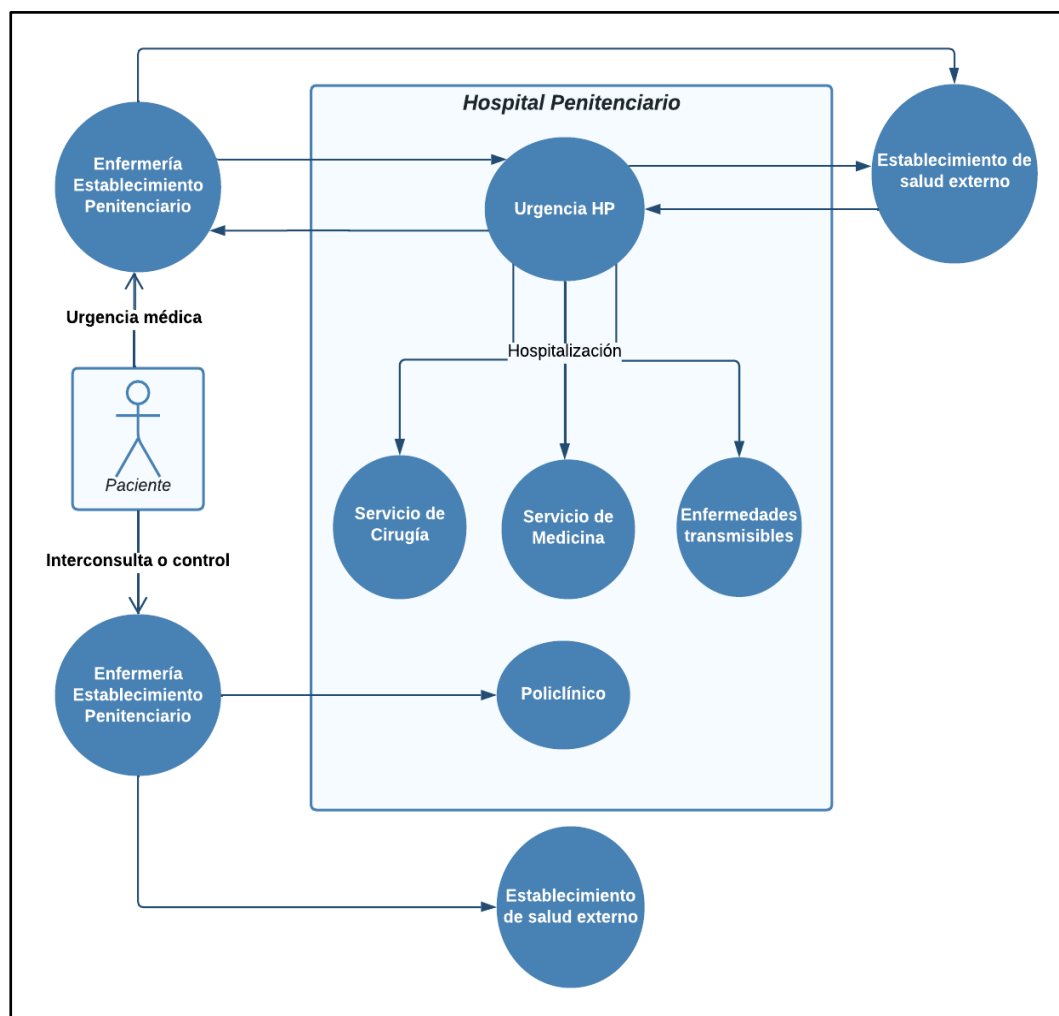 Hospital Penitenciario
Enfermería
Establecimiento
Penitenciario
Urgencia HP
Establecimiento de
salud externo
Urgencia médica
Hospitalización
Paciente
Servicio de
Cirugía
Servicio de
Medicina
Enfermedades
transmisibles
Interconsulta o control
Enfermería
Establecimiento
Penitenciario
Policlínico
Establecimiento
de salud externo